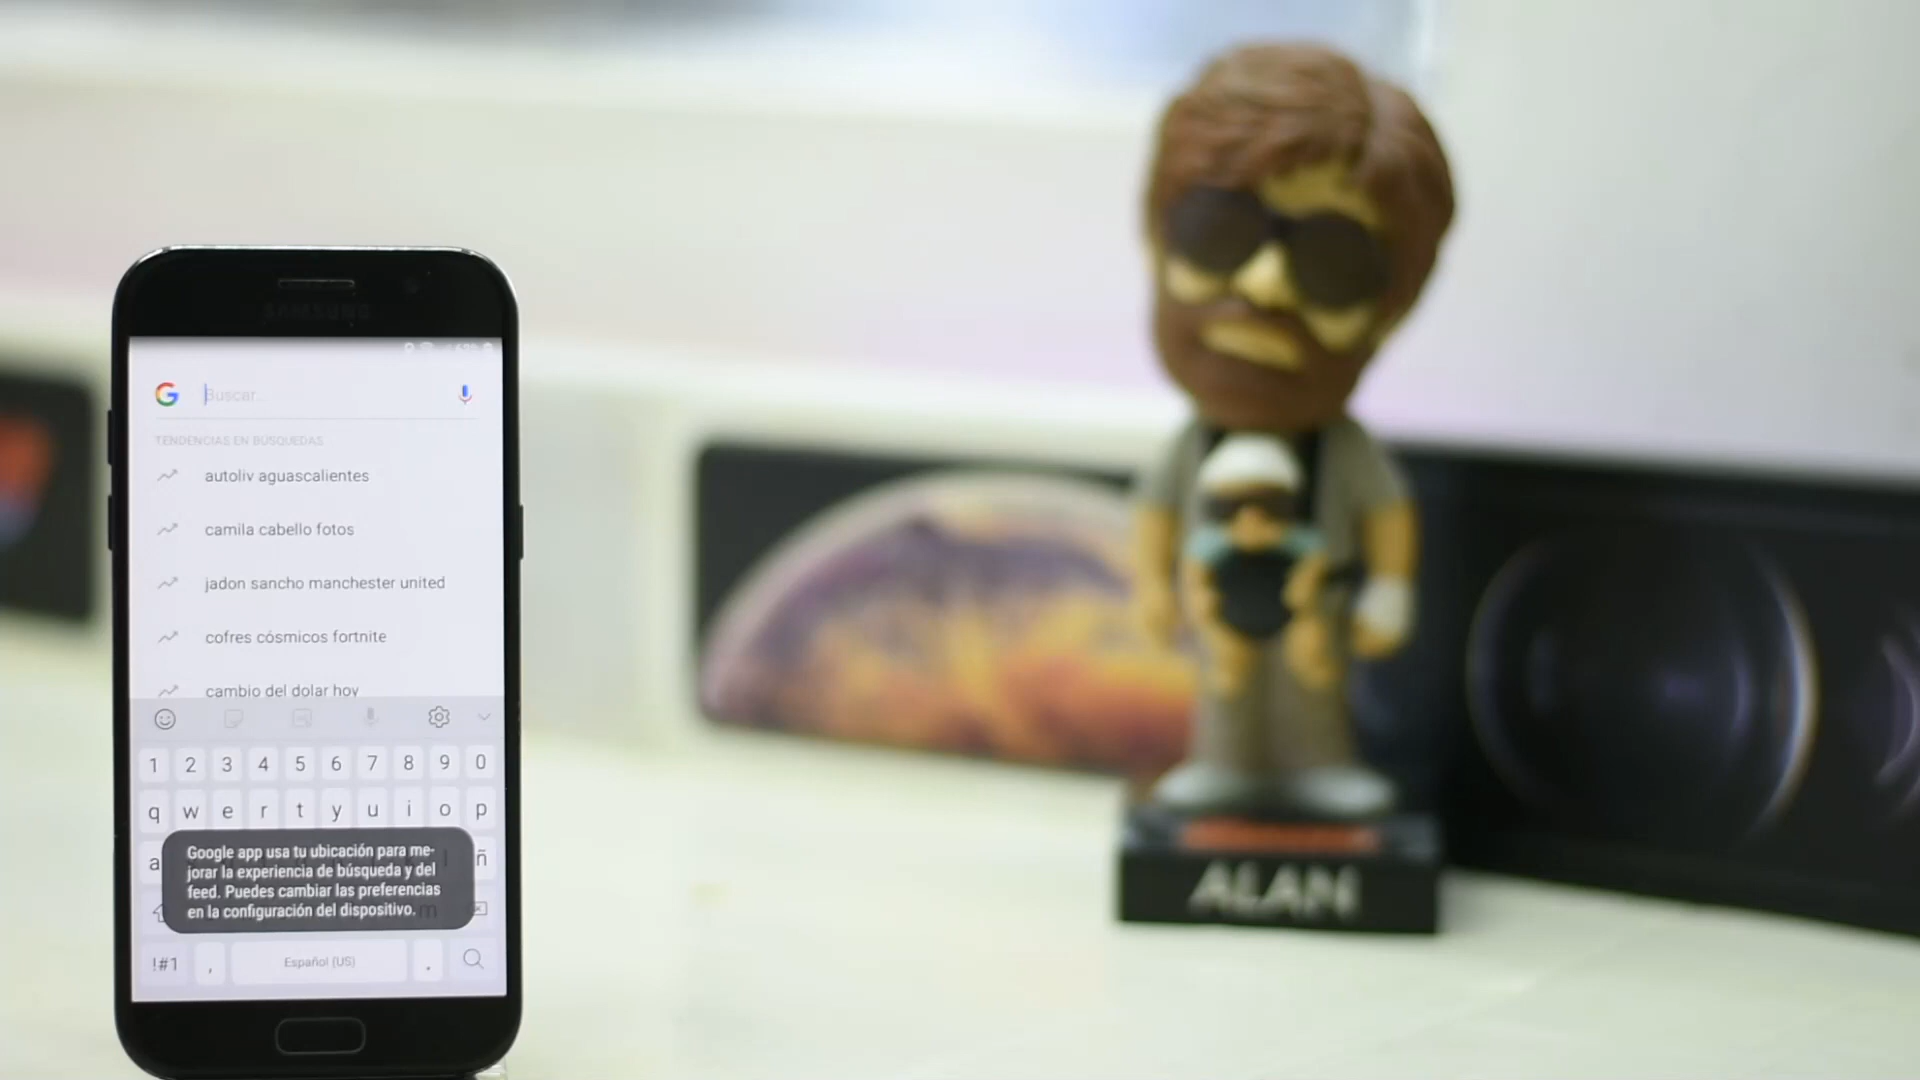 SAMSUNG
Buscar...
TENDENCIAS EN BÚSQUEDAS
autoliv aguascalientes
camila cabello fotos
jadon sancho manchester united
cofres cósmicos fortnite
cambio del dolar hoy
1 2 3 4 5 6 7 8 9 0
q w e r t y u i o p
a l ñ
Google app usa tu ubicación para me-
jorar la experiencia de búsqueda y del
feed. Puedes cambiar las preferencias
en la configuración del dispositivo.
m
!#1 , Español (US) .
ALAN